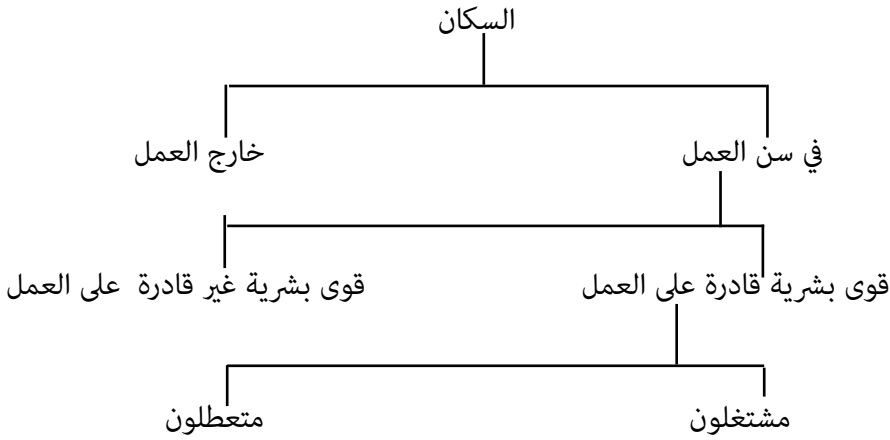 السكان
في سن العمل
خارج العمل
قوى بشرية قادرة على العمل
قوى بشرية غير قادرة على العمل
مشتغلون
متعطلون